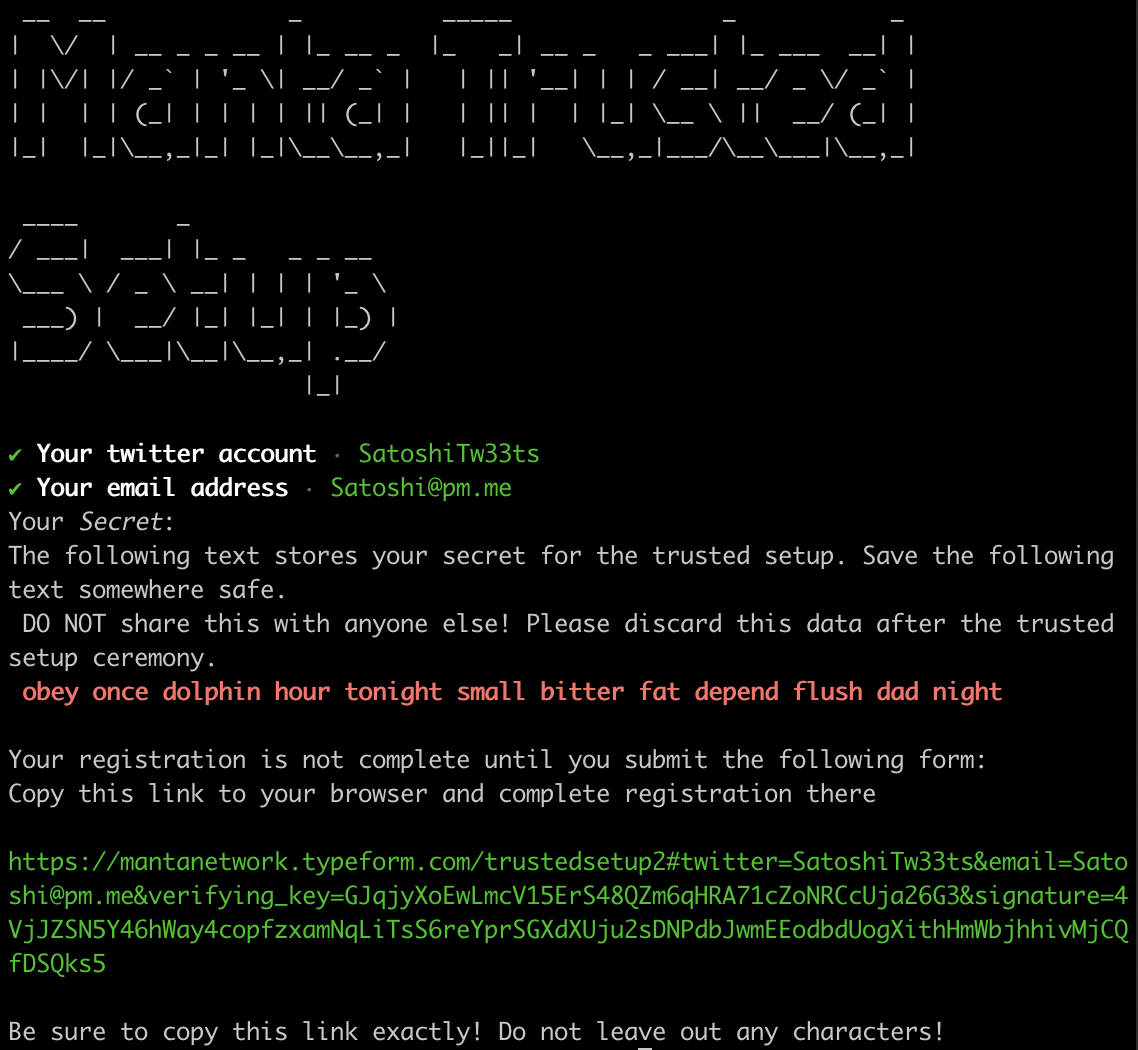 Manta Trusted
Setup
✔ Your twitter account · SatoshiTw33ts
✔ Your email address · Satoshi@pm.me
Your Secret:
The following text stores your secret for the trusted setup. Save the following
text somewhere safe.
DO NOT share this with anyone else! Please discard this data after the trusted
setup ceremony.
obey once dolphin hour tonight small bitter fat depend flush dad night
Your registration is not complete until you submit the following form:
Copy this link to your browser and complete registration there
https://mantanetwork.typeform.com/trustedsetup2#twitter=SatoshiTw33ts&email=Sato
shi@pm.me&verifying_key=GJqjyXoEwLmcV15ErS48QZm6qHRA71cZoNRCcUja26G3&signature=4
VjJZSN5Y46hWay4copfzxamNqLiTsS6reYprSGXdXUju2sDNPdbJwmEEodbdUogXithHmWbjhhivMjCQ
fDSQks5
Be sure to copy this link exactly! Do not leave out any characters!